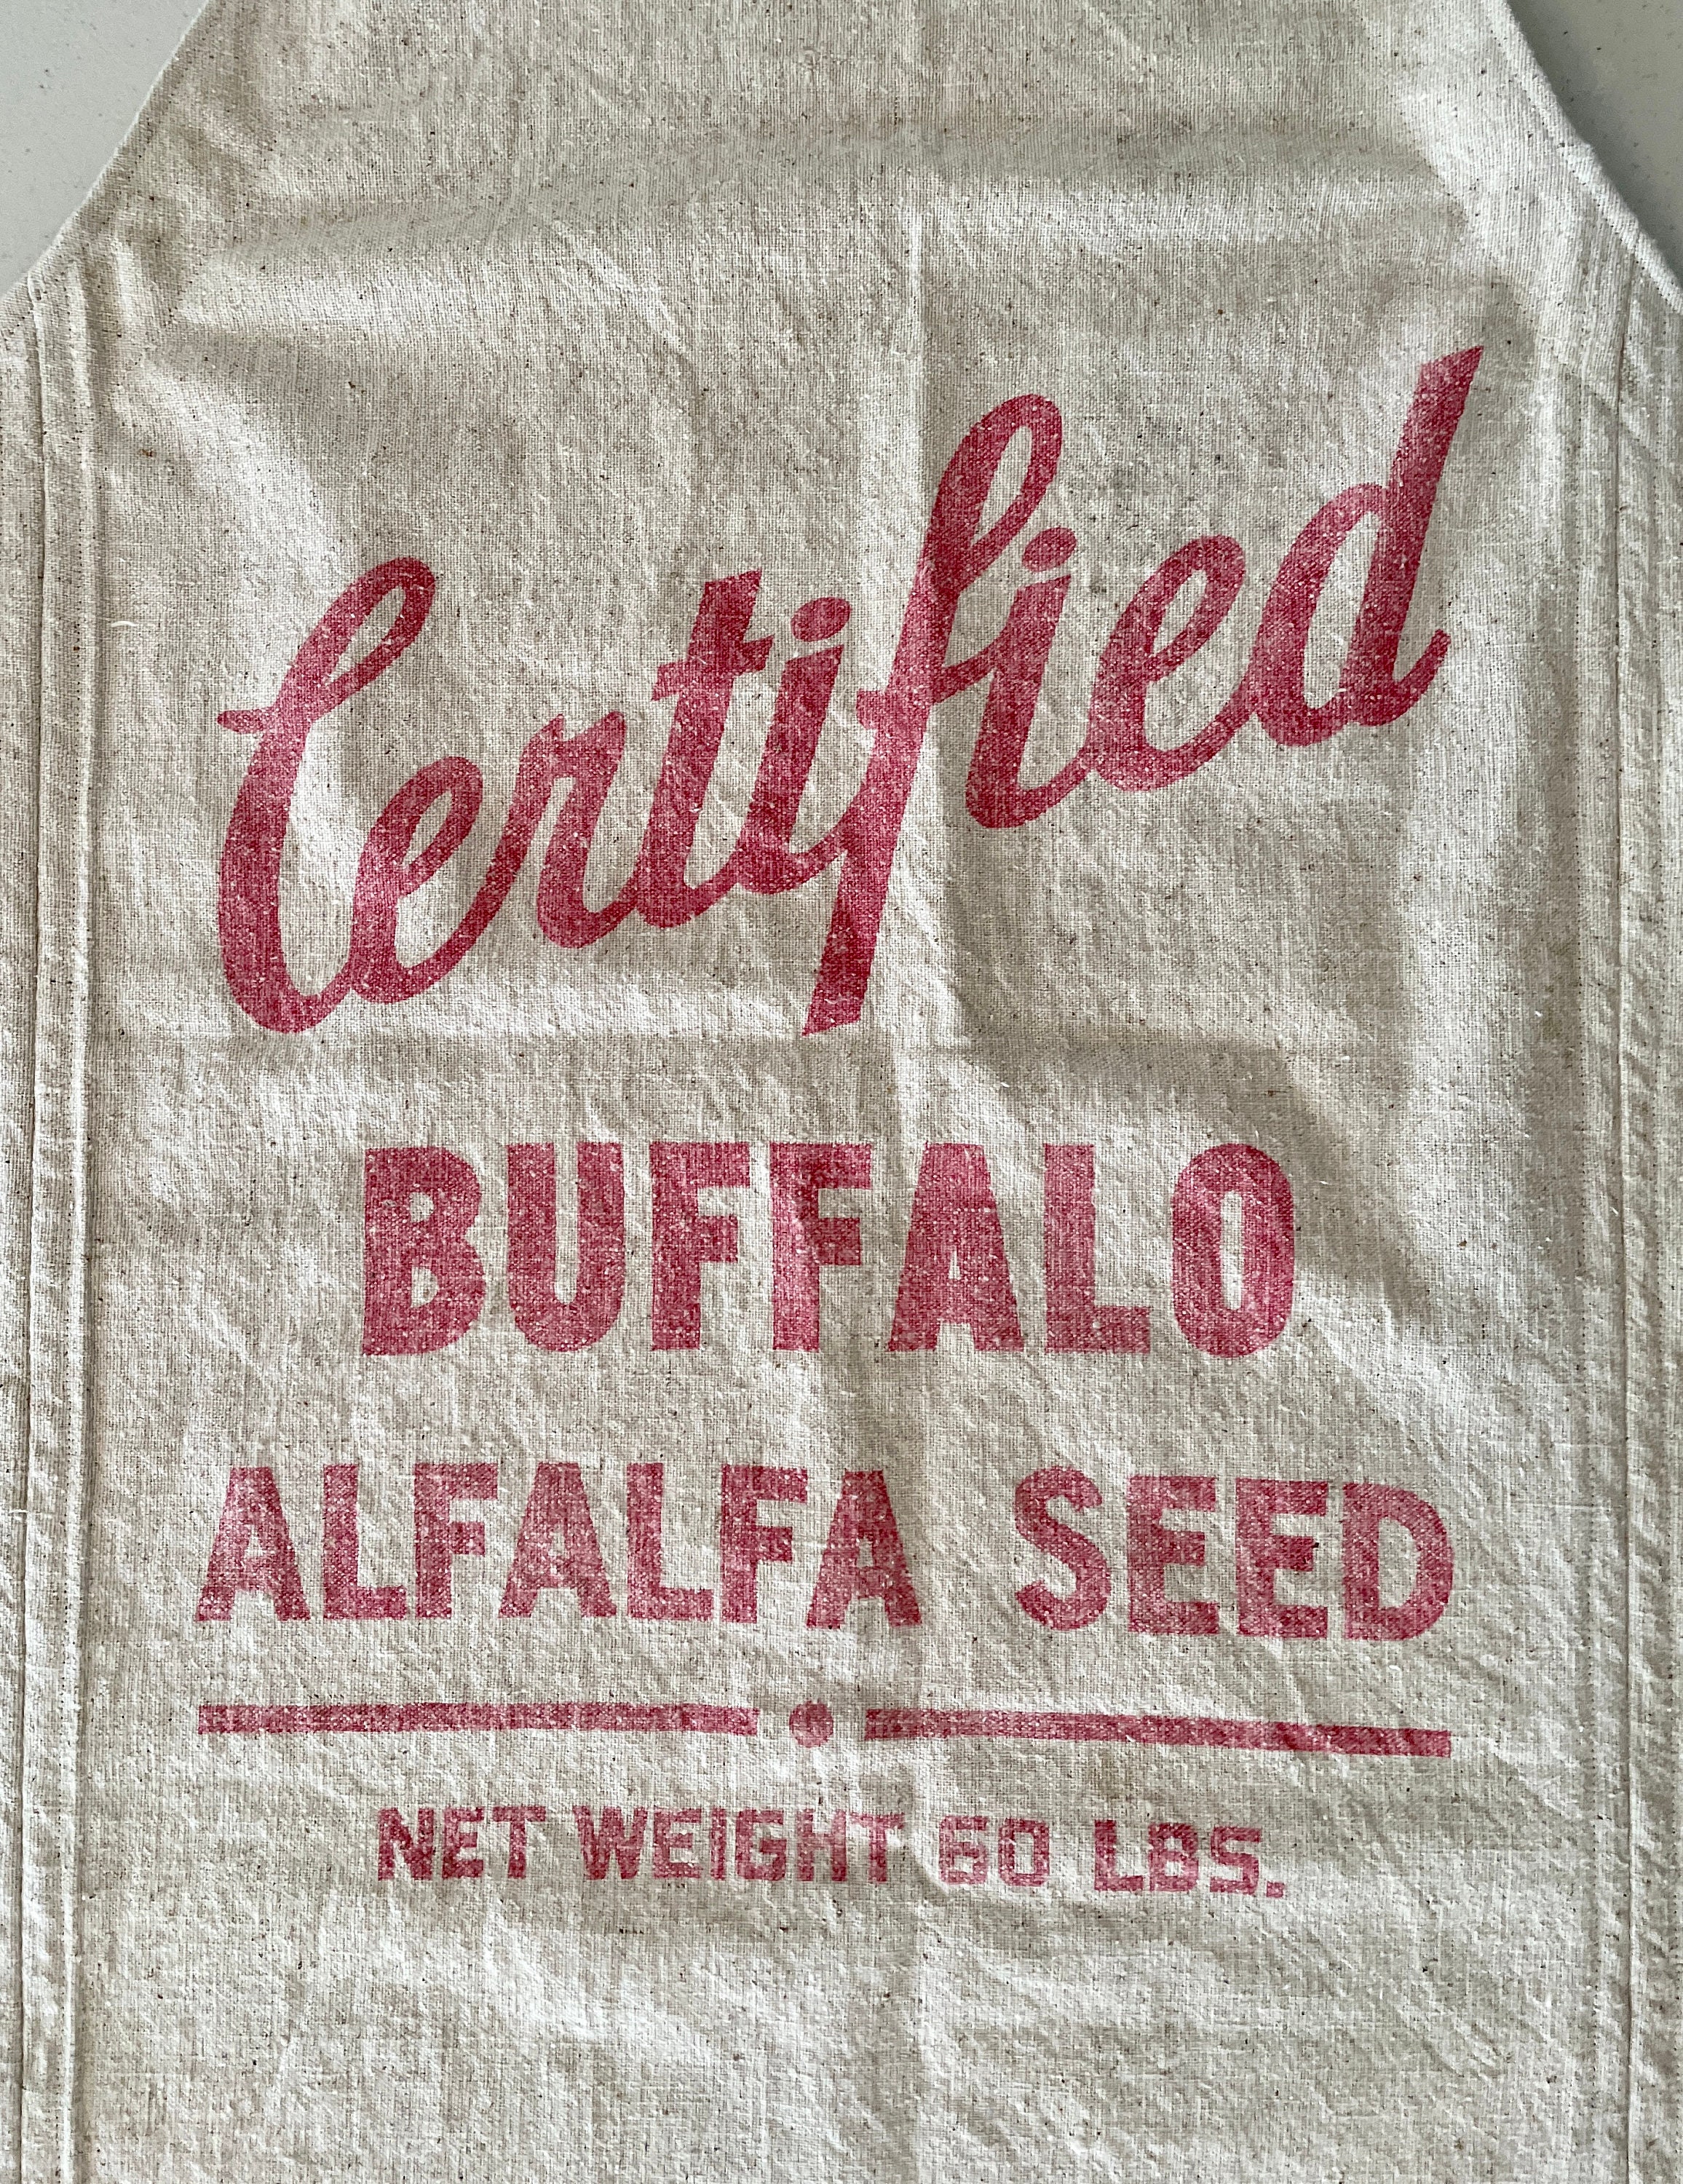 Certified
BUFFALO
ALFALFA SEED
NET WEIGHT 60 LBS.